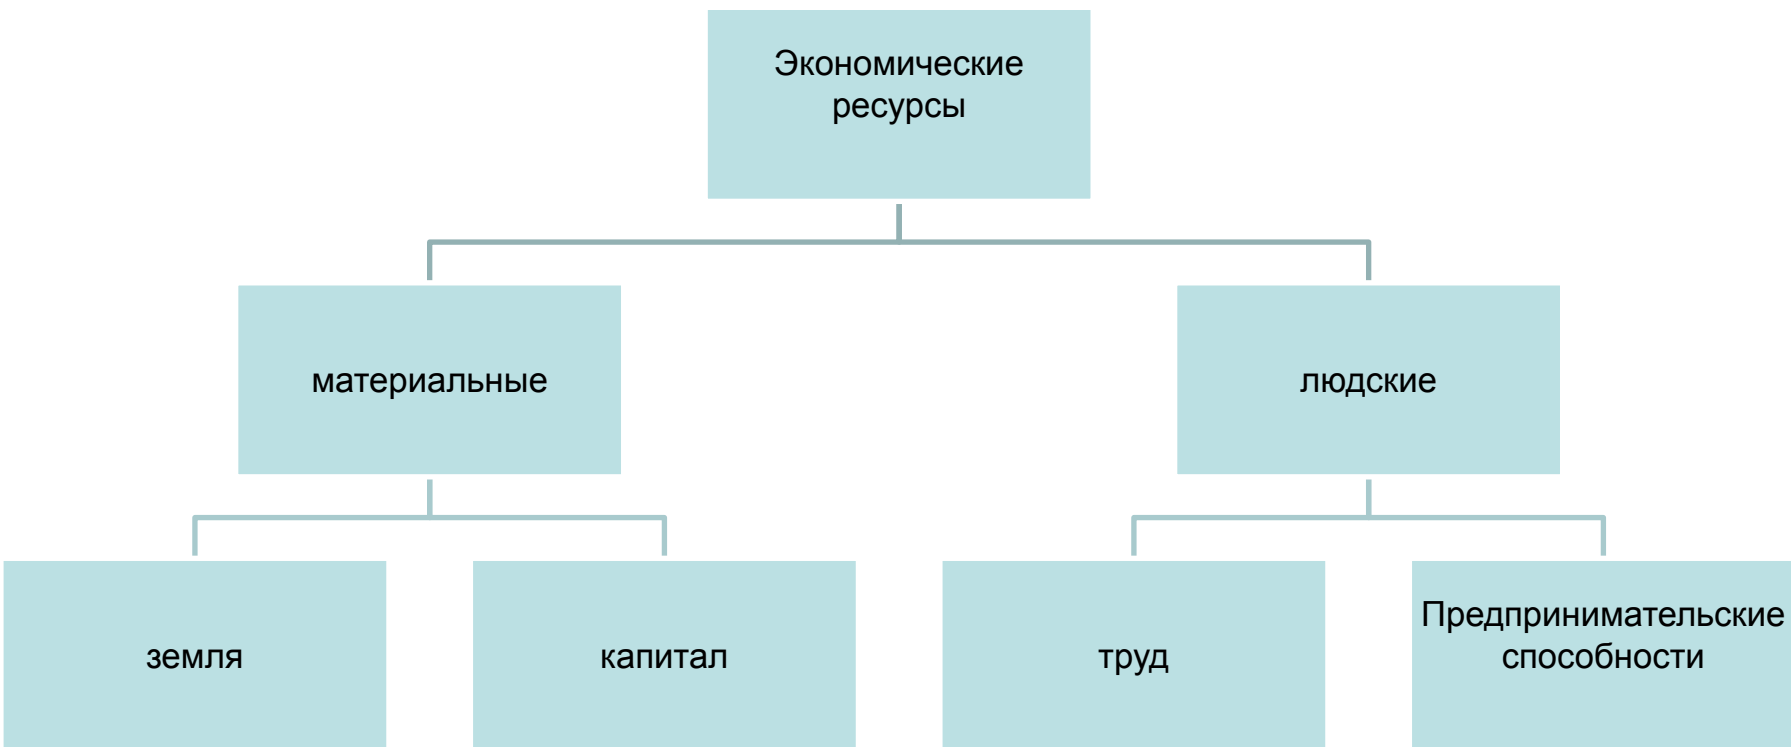 Экономические
ресурсы
материальные
людские
земля
капитал
труд
Предпринимательские
способности